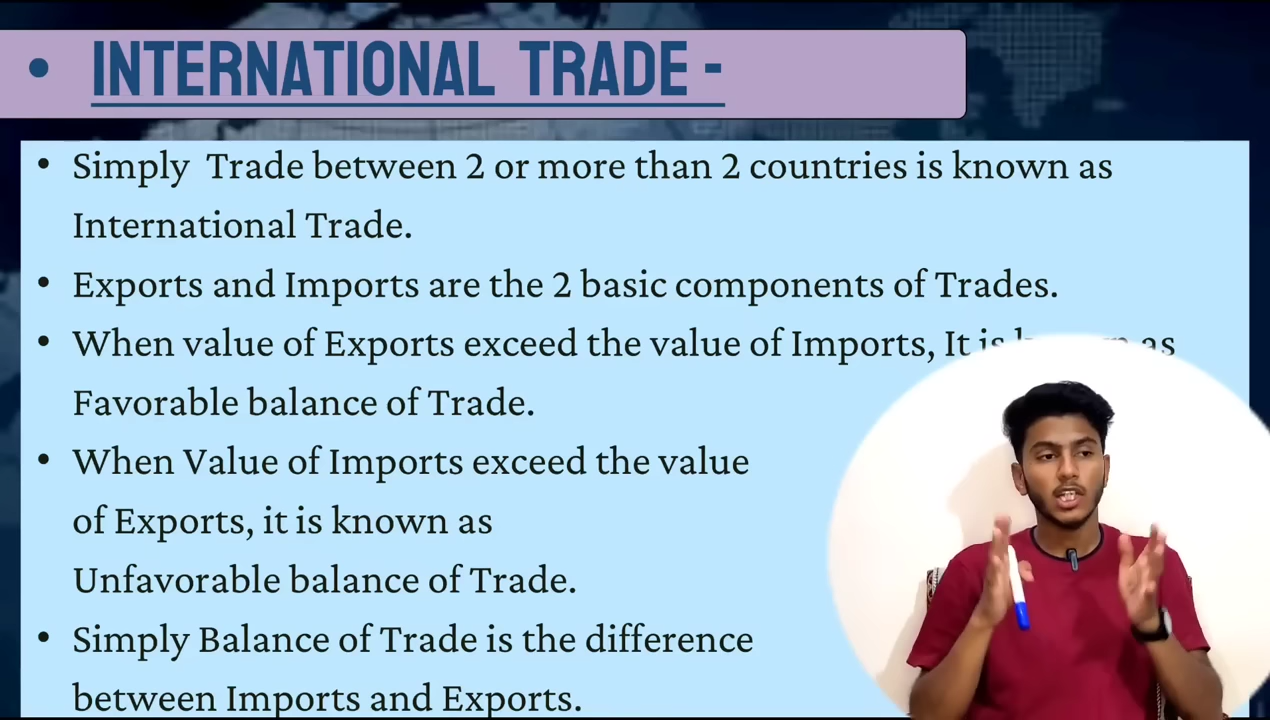 • INTERNATIONAL TRADE -
• Simply Trade between 2 or more than 2 countries is known as
International Trade.
• Exports and Imports are the 2 basic components of Trades.
• When value of Exports exceed the value of Imports, It is known as
Favorable balance of Trade.
• When Value of Imports exceed the value
of Exports, it is known as
Unfavorable balance of Trade.
• Simply Balance of Trade is the difference
between Imports and Exports.